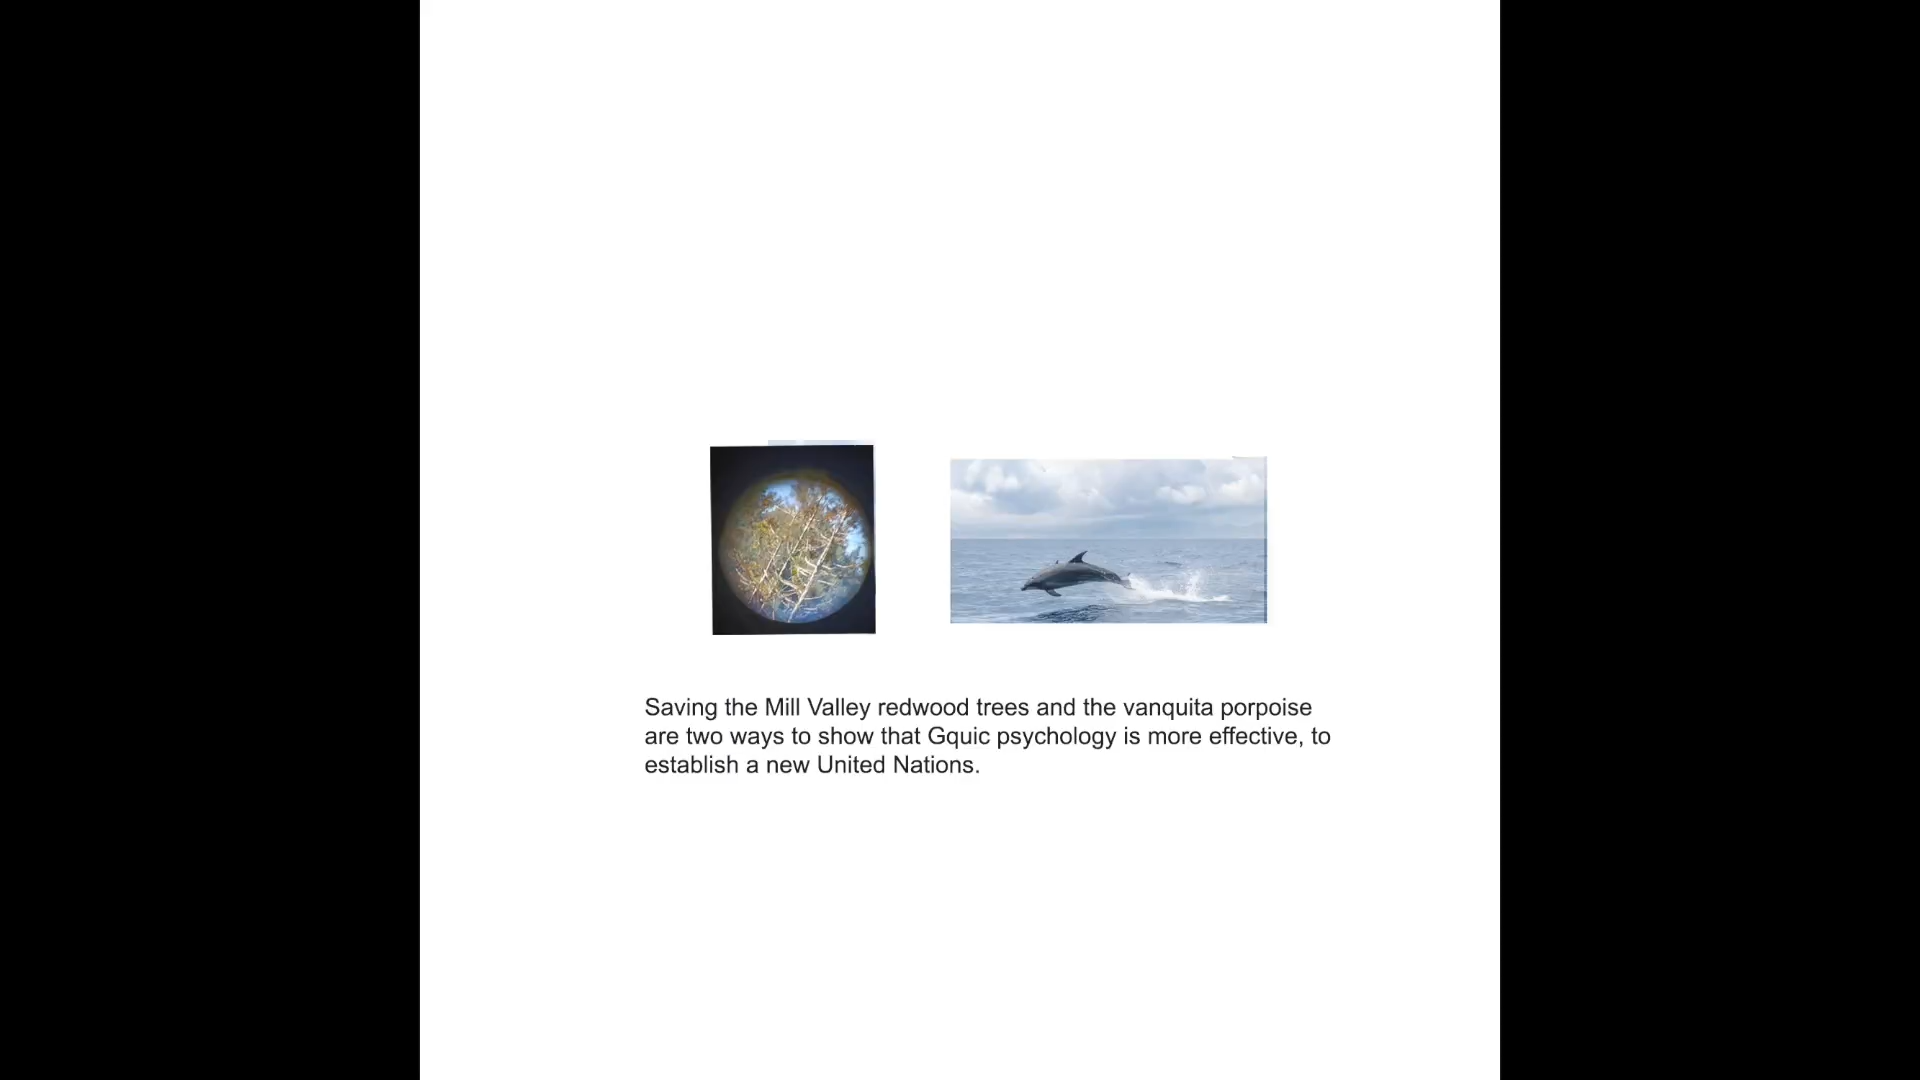 Saving the Mill Valley redwood trees and the vanquita porpoise
are two ways to show that Gquic psychology is more effective, to
establish a new United Nations.